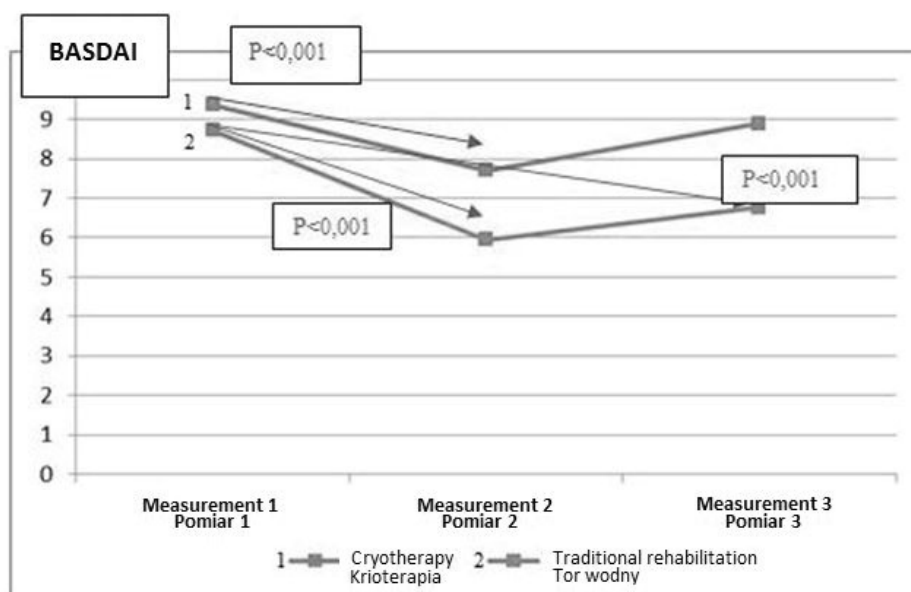 BASDAI
P<0,001
1
2
9
8
7
6
5
4
3
2
1
0
P<0,001
P<0,001
Measurement 1
Pomiar 1
Measurement 2
Pomiar 2
Measurement 3
Pomiar 3
1 Cryotherapy
Krioterapia
2 Traditional rehabilitation
Tor wodny